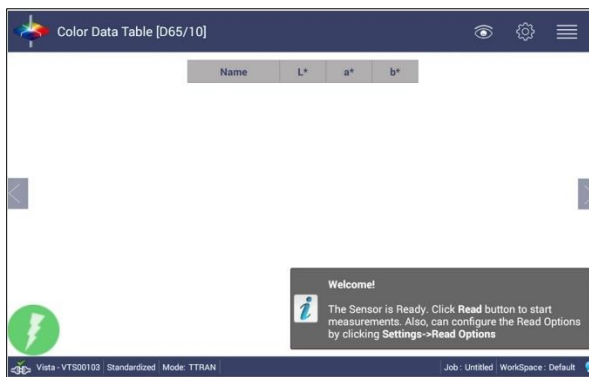 Color Data Table [D65/10]
Name L* a* b*
Welcome!
The Sensor is Ready. Click Read button to start
measurements. Also, can configure the Read Options
by clicking Settings->Read Options
Vista - VTS00103 Standardized Mode: TTRAN Job : Untitled WorkSpace : Default